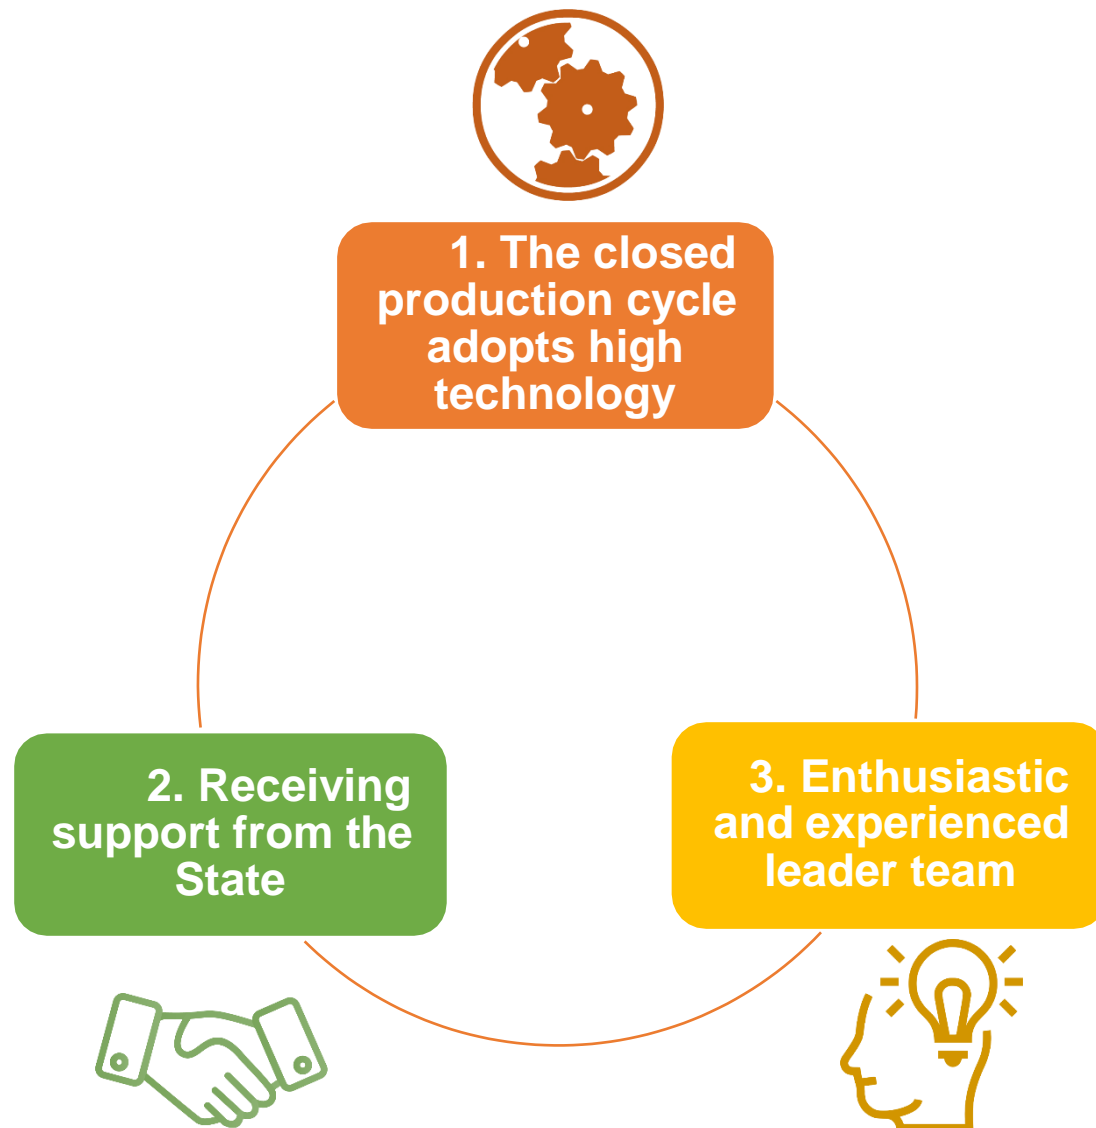 1. The closed
production cycle
adopts high
technology
2. Receiving
support from the
State
3. Enthusiastic
and experienced
leader team